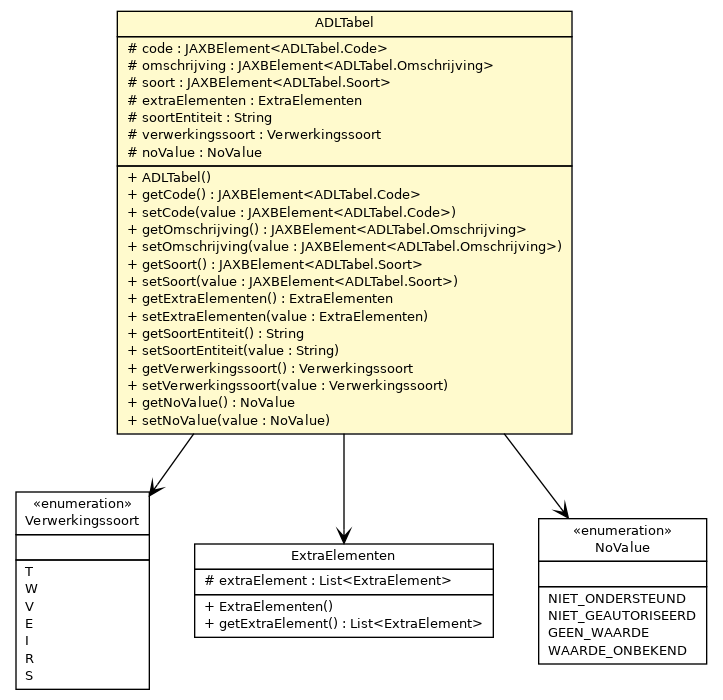 ADLTabel
# code : JAXBElement<ADLTabel.Code>
# omschrijving : JAXBElement<ADLTabel.Omschrijving>
# soort : JAXBElement<ADLTabel.Soort>
# extraElementen : ExtraElementen
# soortEntiteit : String
# verwerkingssoort : Verwerkingssoort
# noValue : NoValue
+ ADLTabel()
+ getCode() : JAXBElement<ADLTabel.Code>
+ setCode(value : JAXBElement<ADLTabel.Code>)
+ getOmschrijving() : JAXBElement<ADLTabel.Omschrijving>
+ setOmschrijving(value : JAXBElement<ADLTabel.Omschrijving>)
+ getSoort() : JAXBElement<ADLTabel.Soort>
+ setSoort(value : JAXBElement<ADLTabel.Soort>)
+ getExtraElementen() : ExtraElementen
+ setExtraElementen(value : ExtraElementen)
+ getSoortEntiteit() : String
+ setSoortEntiteit(value : String)
+ getVerwerkingssoort() : Verwerkingssoort
+ setVerwerkingssoort(value : Verwerkingssoort)
+ getNoValue() : NoValue
+ setNoValue(value : NoValue)
«enumeration»
Verwerkingssoort
T
W
V
E
I
R
S
ExtraElementen
# extraElement : List<ExtraElement>
+ ExtraElementen()
+ getExtraElement() : List<ExtraElement>
«enumeration»
NoValue
NIET_ONDERSTEUND
NIET_GEAUTORISEERD
GEEN_WAARDE
WAARDE_ONBEKEND